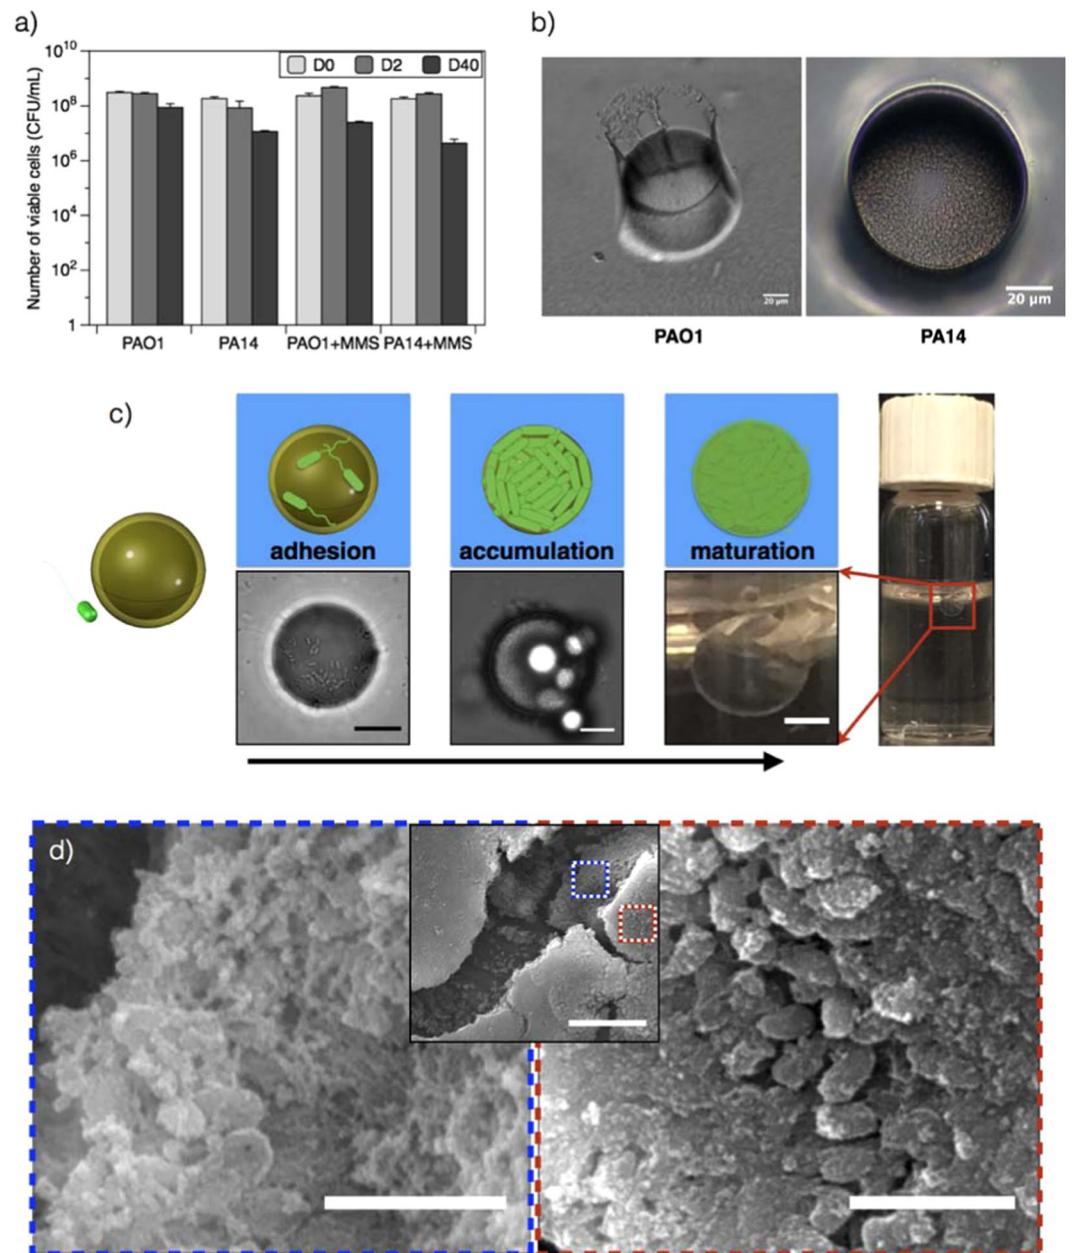 a)
Number of viable cells (CFU/mL)
10^10
10^8
10^6
10^4
10^2
1
D0 D2 D40
PAO1 PA14 PAO1+MMS PA14+MMS
b)
20 µm
20 µm
PAO1 PA14
c)
adhesion accumulation maturation
d)